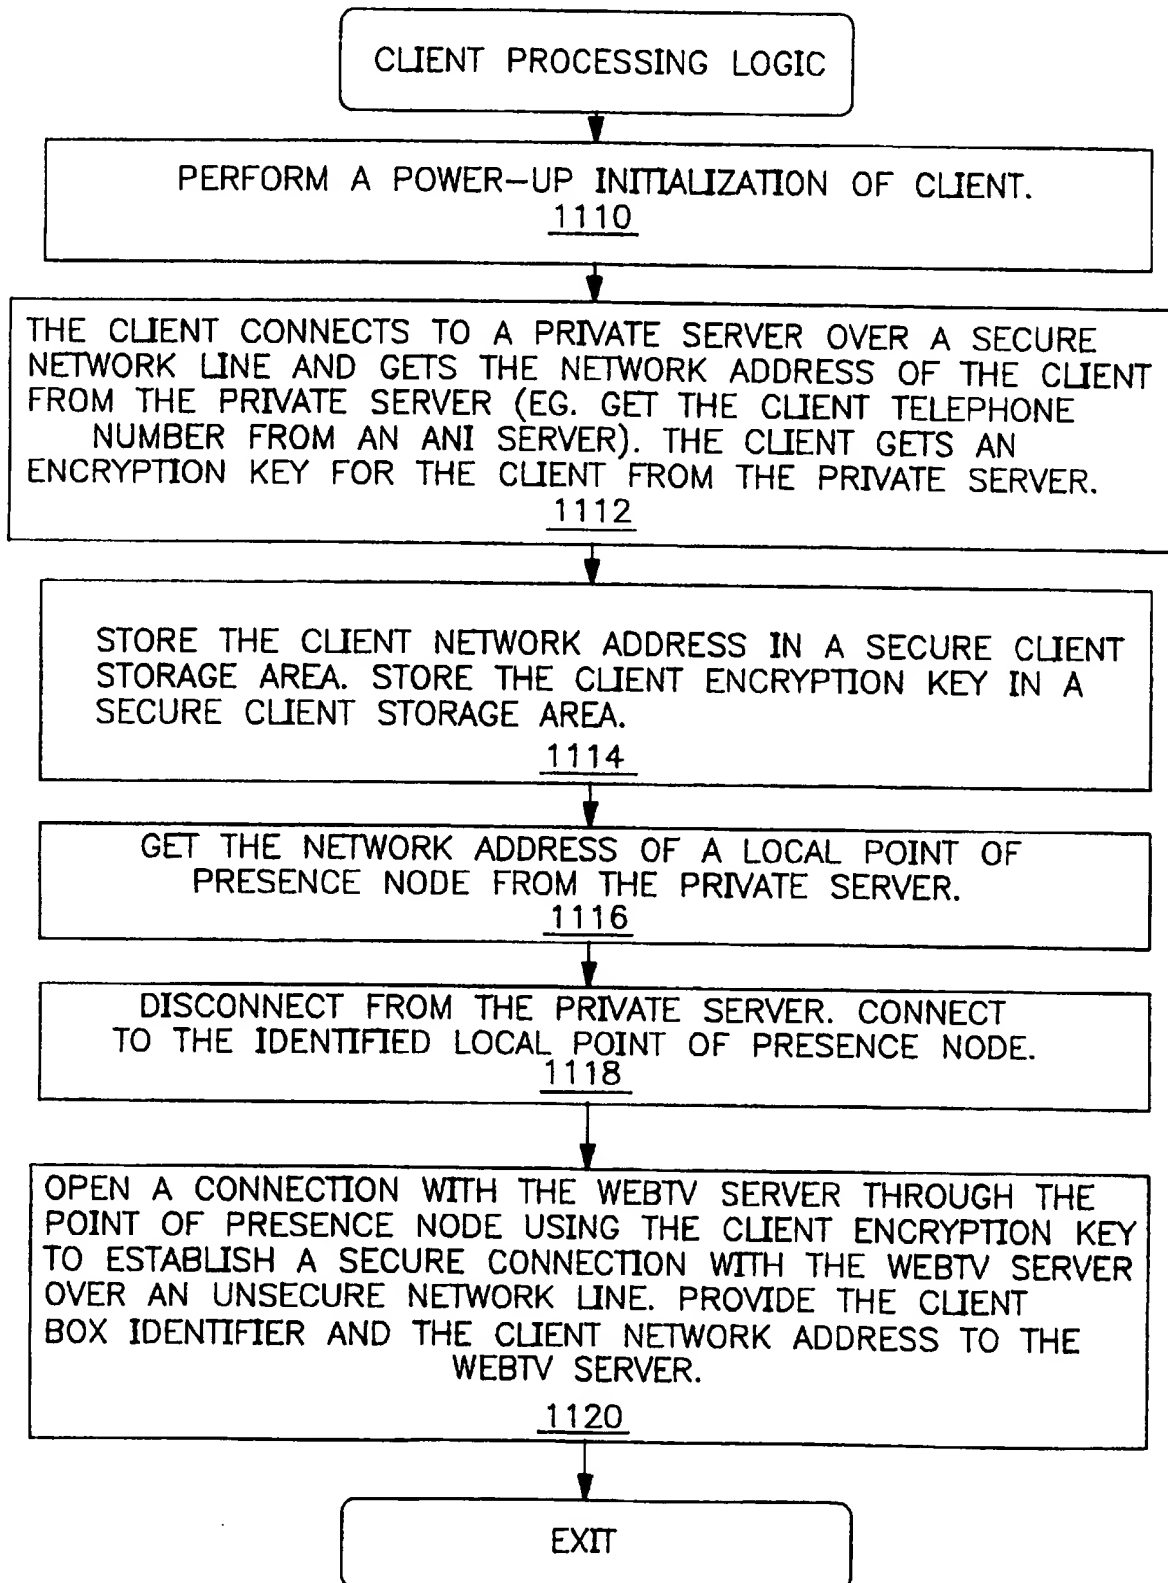 CLIENT PROCESSING LOGIC
PERFORM A POWER-UP INITIALIZATION OF CLIENT.
1110
THE CLIENT CONNECTS TO A PRIVATE SERVER OVER A SECURE
NETWORK LINE AND GETS THE NETWORK ADDRESS OF THE CLIENT
FROM THE PRIVATE SERVER (EG. GET THE CLIENT TELEPHONE
NUMBER FROM AN ANI SERVER). THE CLIENT GETS AN
ENCRYPTION KEY FOR THE CLIENT FROM THE PRIVATE SERVER.
1112
STORE THE CLIENT NETWORK ADDRESS IN A SECURE CLIENT
STORAGE AREA. STORE THE CLIENT ENCRYPTION KEY IN A
SECURE CLIENT STORAGE AREA.
1114
GET THE NETWORK ADDRESS OF A LOCAL POINT OF
PRESENCE NODE FROM THE PRIVATE SERVER.
1116
DISCONNECT FROM THE PRIVATE SERVER. CONNECT
TO THE IDENTIFIED LOCAL POINT OF PRESENCE NODE.
1118
OPEN A CONNECTION WITH THE WEBTV SERVER THROUGH THE
POINT OF PRESENCE NODE USING THE CLIENT ENCRYPTION KEY
TO ESTABLISH A SECURE CONNECTION WITH THE WEBTV SERVER
OVER AN UNSECURE NETWORK LINE. PROVIDE THE CLIENT
BOX IDENTIFIER AND THE CLIENT NETWORK ADDRESS TO THE
WEBTV SERVER.
1120
EXIT